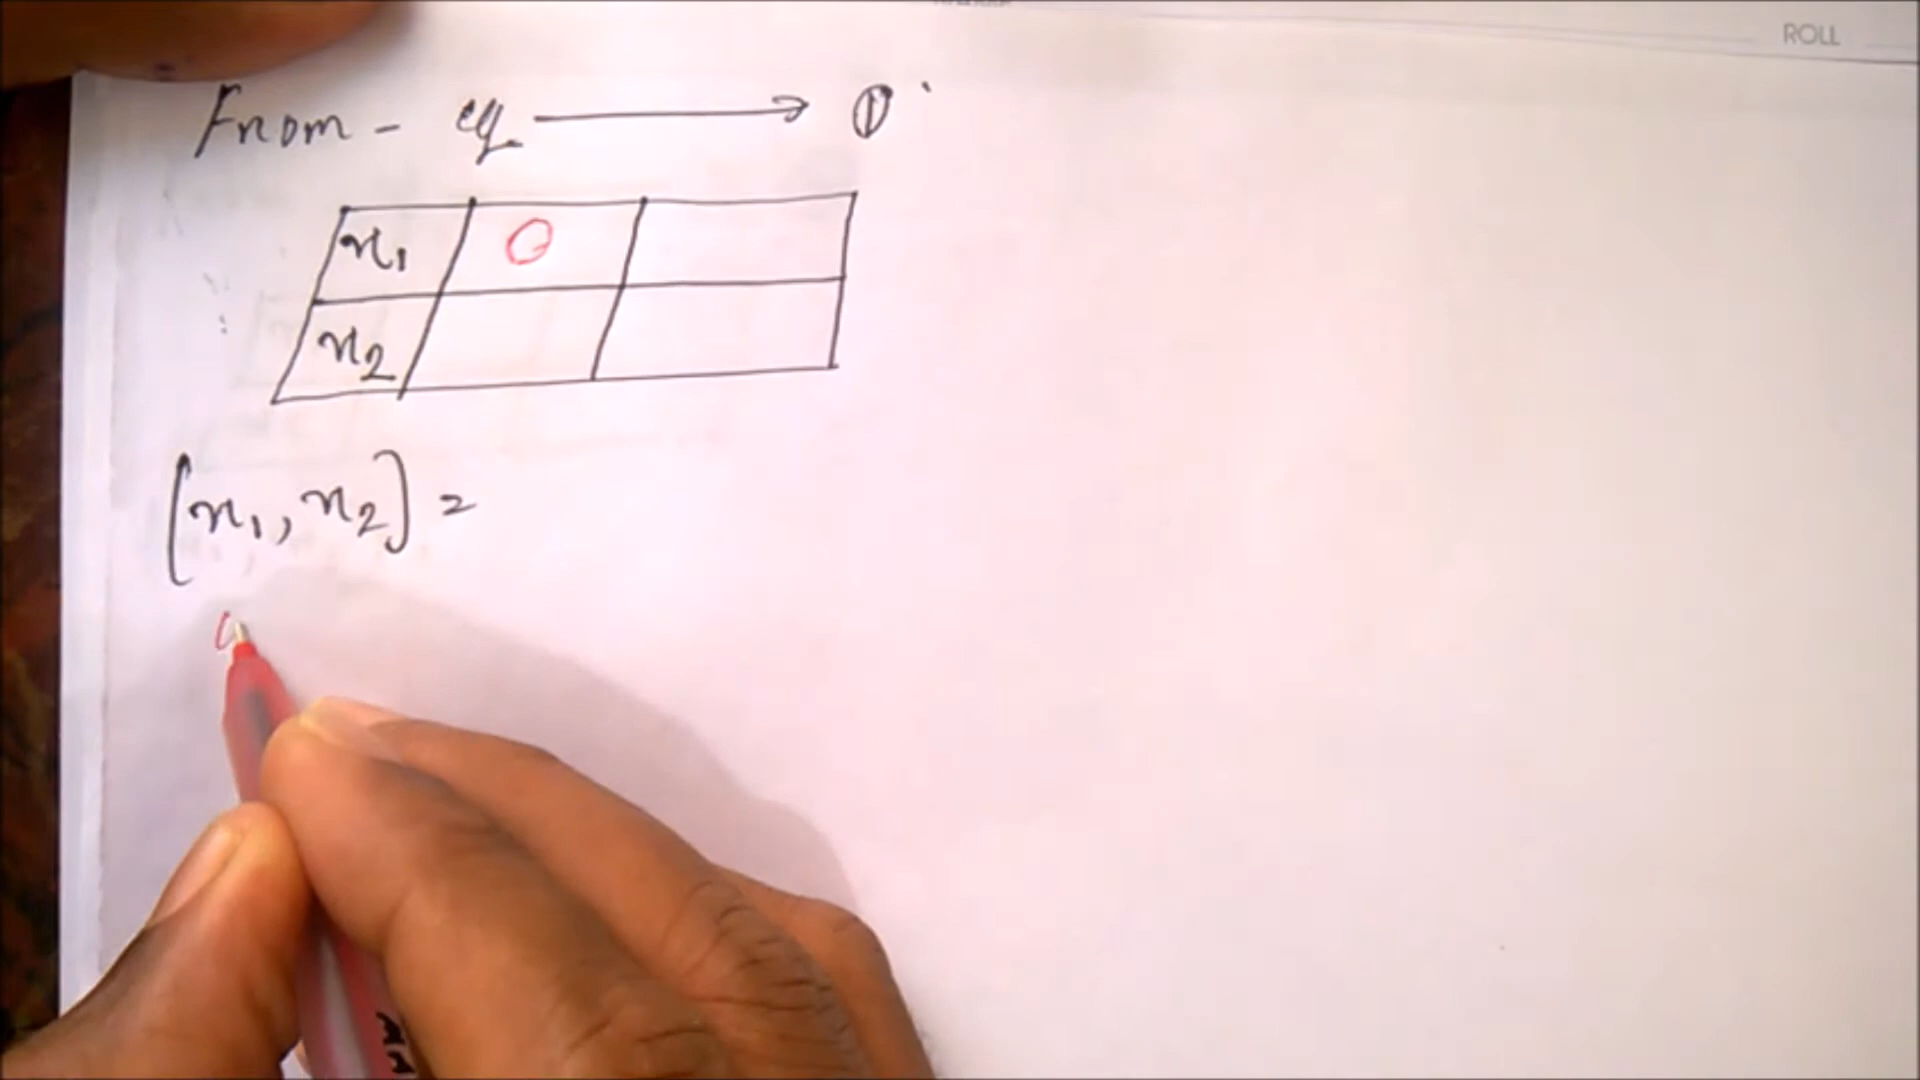 ROLL
From - eq → ①
x1 0
x2
[x1, x2] =